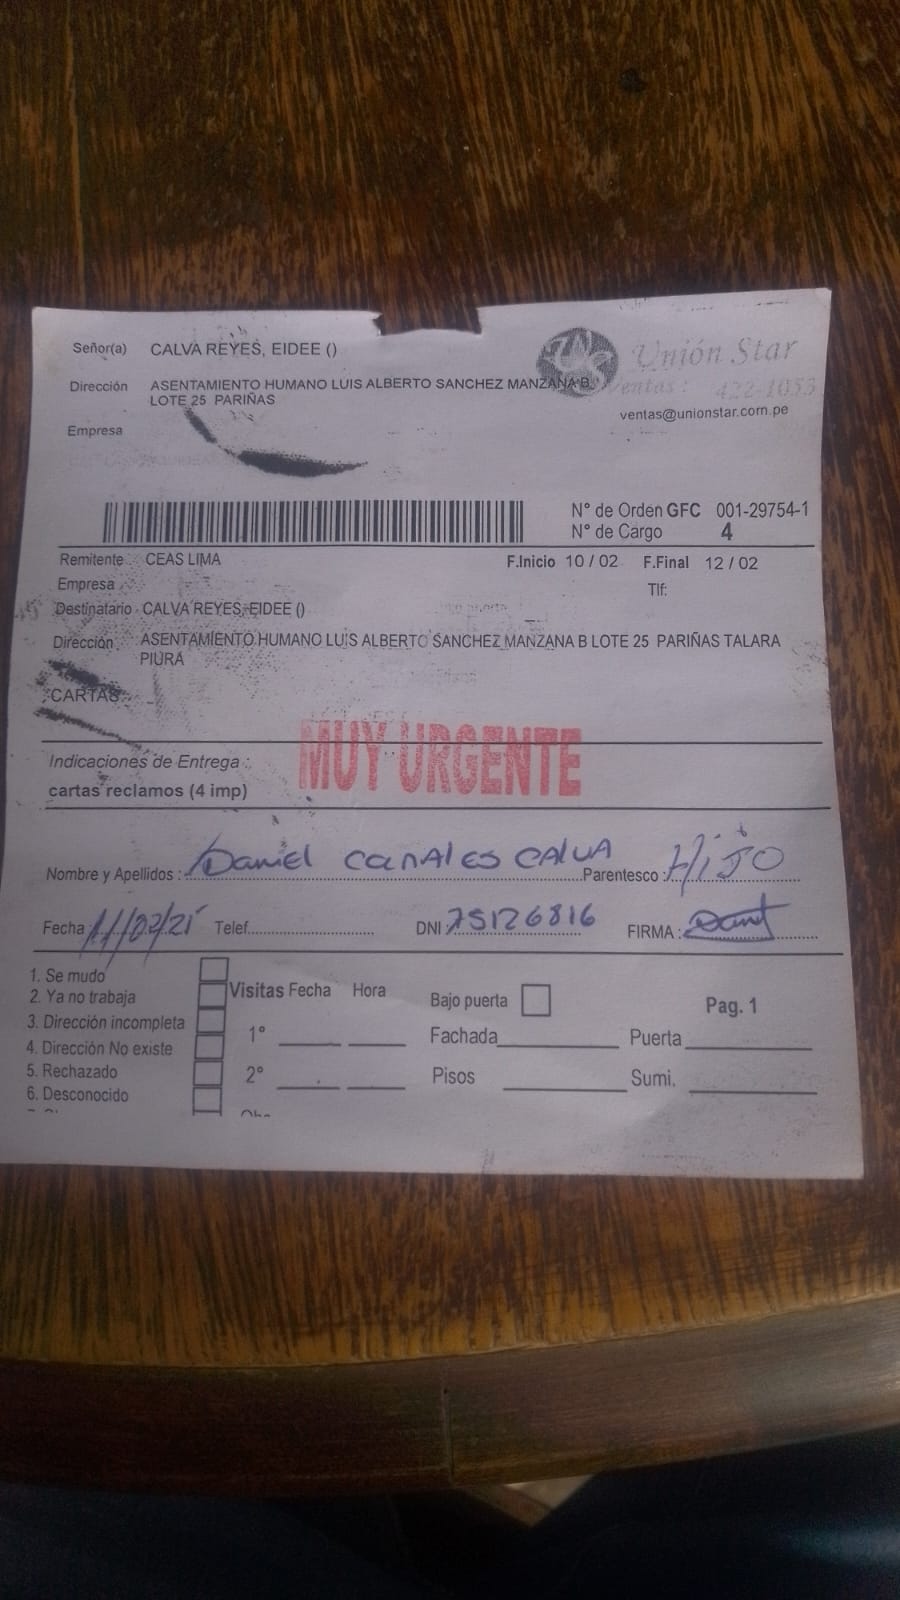 Señor(a) CALVA REYES, EIDEE ()
Unión Star
Dirección ASENTAMIENTO HUMANO LUIS ALBERTO SANCHEZ MANZANA B
LOTE 25 PARIÑAS
ventas: 422-1053
ventas@unionstar.com.pe
Empresa
N° de Orden GFC 001-29754-1
N° de Cargo 4
Remitente : CEAS LIMA F.Inicio 10 / 02 F.Final 12 / 02
Empresa Tlf:
Destinatario CALVA REYES, EIDEE ()
Dirección ASENTAMIENTO HUMANO LUIS ALBERTO SANCHEZ MANZANA B LOTE 25 PARIÑAS TALARA
PIURA
CARTAS
MUY URGENTE
Indicaciones de Entrega :
cartas reclamos (4 imp)
Nombre y Apellidos : Daniel Canales Calva Parentesco : Hijo
Fecha 11/02/25 Telef. DNI : 75126816 FIRMA :
1. Se mudo
2. Ya no trabaja
3. Dirección incompleta
4. Dirección No existe
5. Rechazado
6. Desconocido
Visitas Fecha Hora
1°
2°
Bajo puerta
Pag. 1
Fachada Puerta
Pisos Sumi.